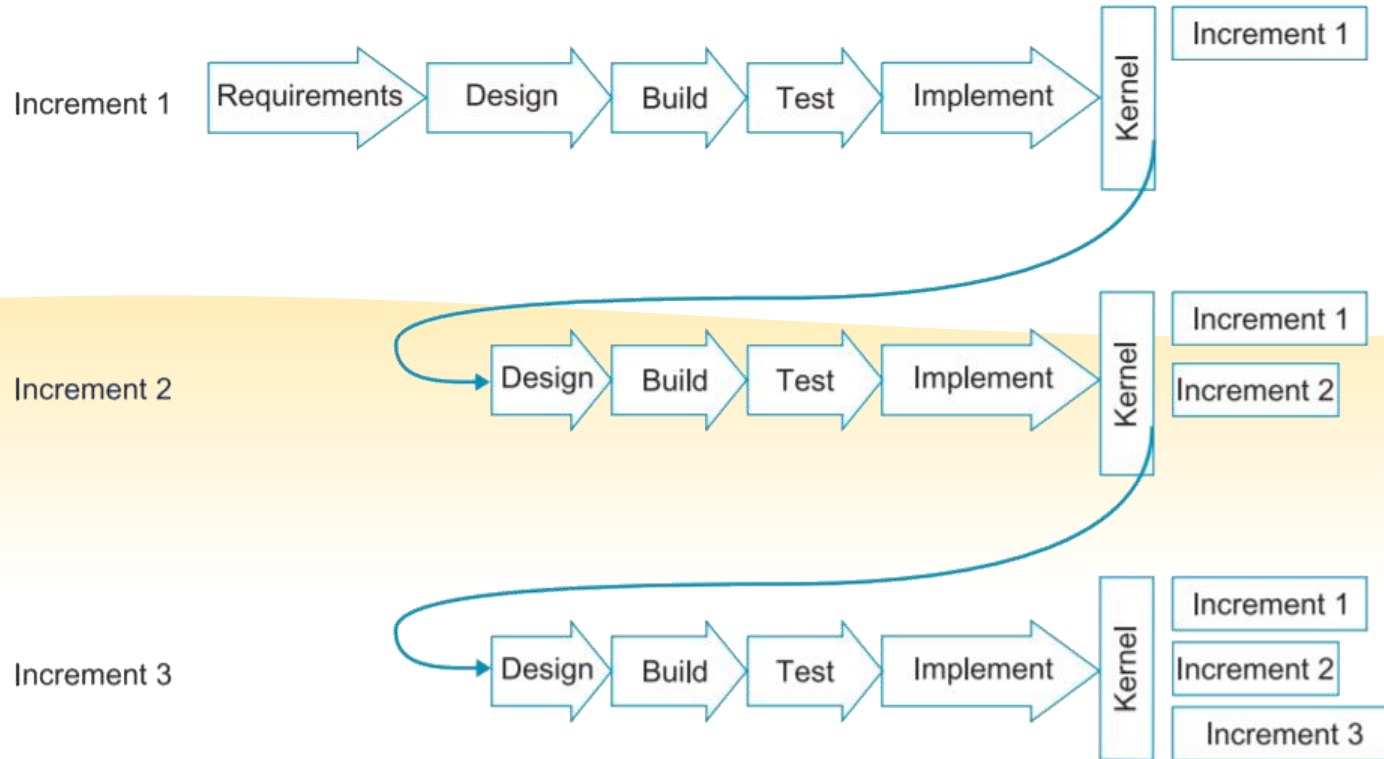 Increment 1
Requirements
Design
Build
Test
Implement
Kernel
Increment 1
Increment 2
Design
Build
Test
Implement
Kernel
Increment 1
Increment 2
Increment 3
Design
Build
Test
Implement
Kernel
Increment 1
Increment 2
Increment 3